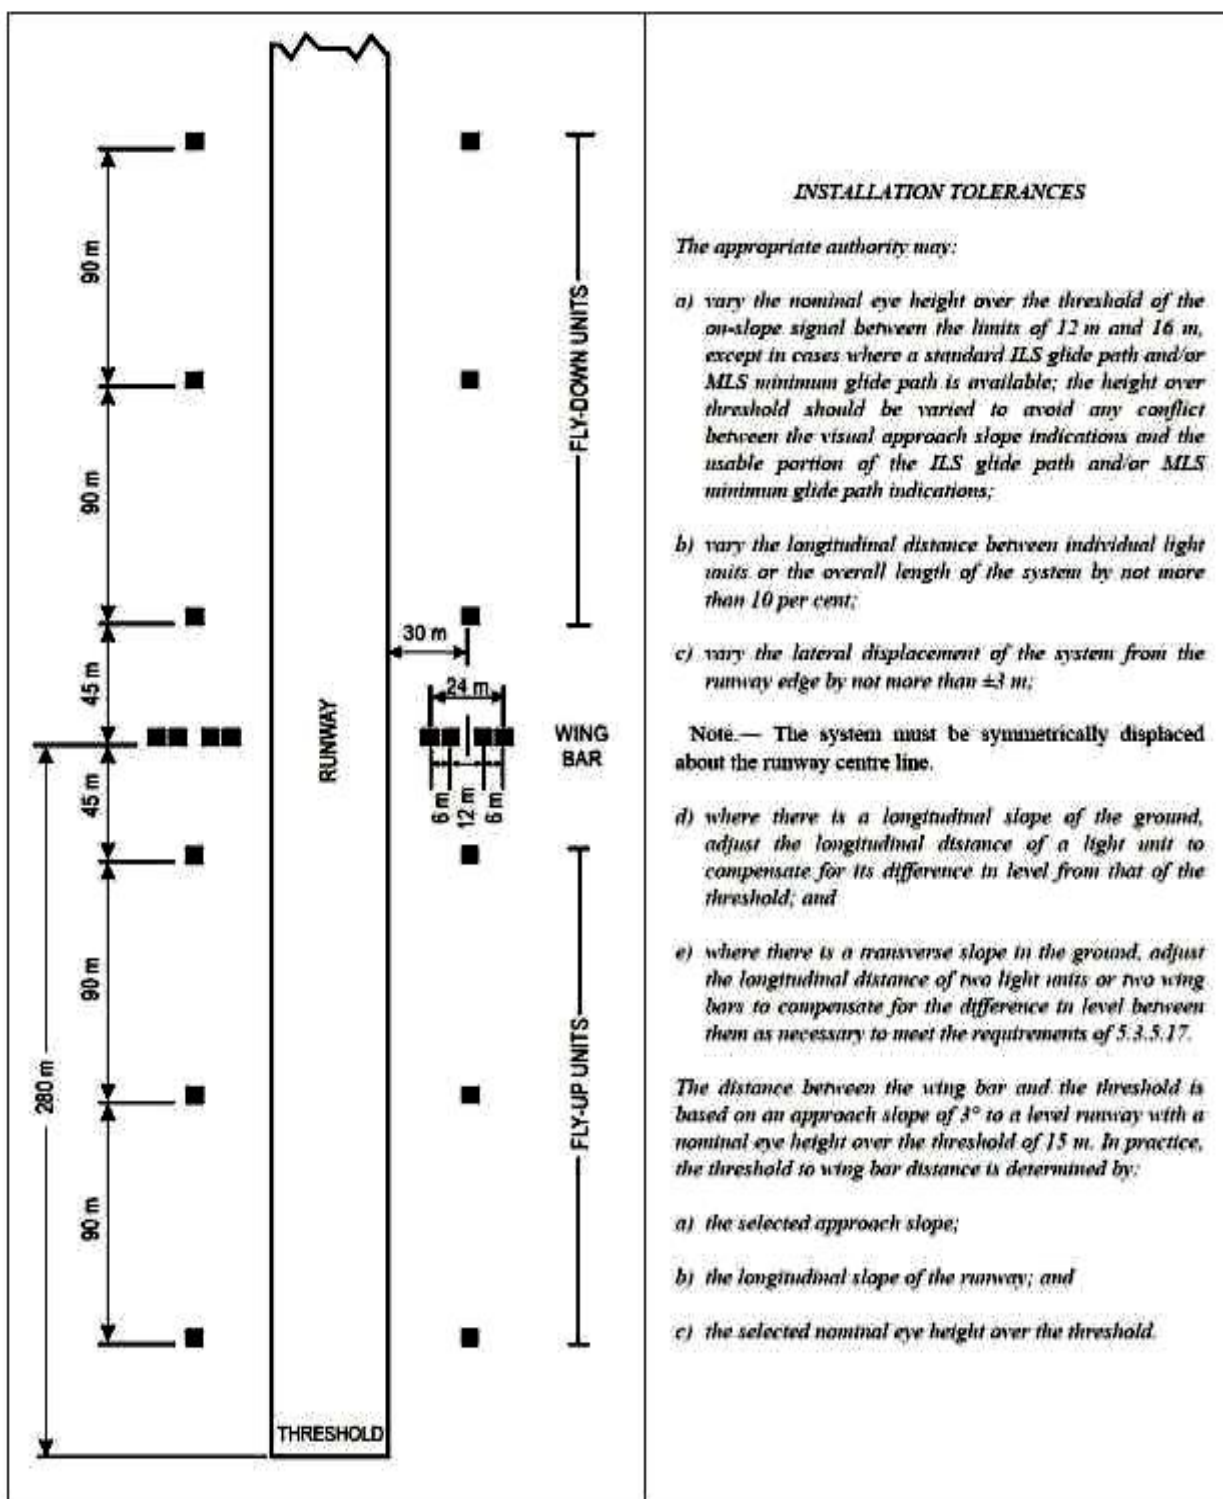 90 m
90 m
45 m
45 m
90 m
90 m
280 m
RUNWAY
THRESHOLD
30 m
24 m
6 m
12 m
6 m
FLY-DOWN UNITS
WING
BAR
FLY-UP UNITS
INSTALLATION TOLERANCES
The appropriate authority may:
a) vary the nominal eye height over the threshold of the
on-slope signal between the limits of 12 m and 16 m,
except in cases where a standard ILS glide path and/or
MLS minimum glide path is available; the height over
threshold should be varied to avoid any conflict
between the visual approach slope indications and the
usable portion of the ILS glide path and/or MLS
minimum glide path indications;
b) vary the longitudinal distance between individual light
units or the overall length of the system by not more
than 10 per cent;
c) vary the lateral displacement of the system from the
runway edge by not more than ±3 m;
Note.— The system must be symmetrically displaced
about the runway centre line.
d) where there is a longitudinal slope of the ground,
adjust the longitudinal distance of a light unit to
compensate for its difference in level from that of the
threshold; and
e) where there is a transverse slope in the ground, adjust
the longitudinal distance of two light units or two wing
bars to compensate for the difference in level between
them as necessary to meet the requirements of 5.3.5.17.
The distance between the wing bar and the threshold is
based on an approach slope of 3° to a level runway with a
nominal eye height over the threshold of 15 m. In practice,
the threshold to wing bar distance is determined by:
a) the selected approach slope;
b) the longitudinal slope of the runway; and
c) the selected nominal eye height over the threshold.